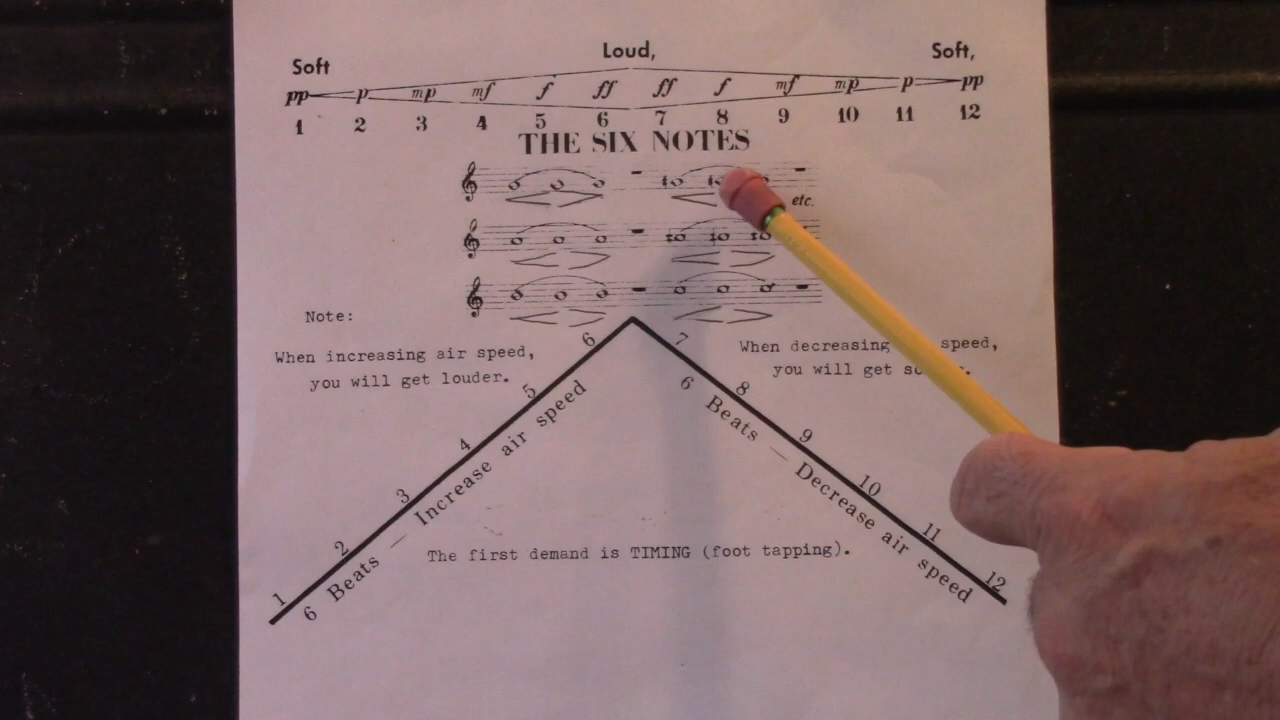 Soft Loud, Soft,
pp p mp mf f ff ff f mf mp p pp
1 2 3 4 5 6 7 8 9 10 11 12
THE SIX NOTES
etc.
Note:
When increasing air speed,
you will get louder.
When decreasing speed,
you will get
1 2 3 4 5 6
6 Beats — Increase air speed
7 8 9 10 11 12
6 Beats — Decrease air speed
The first demand is TIMING (foot tapping).